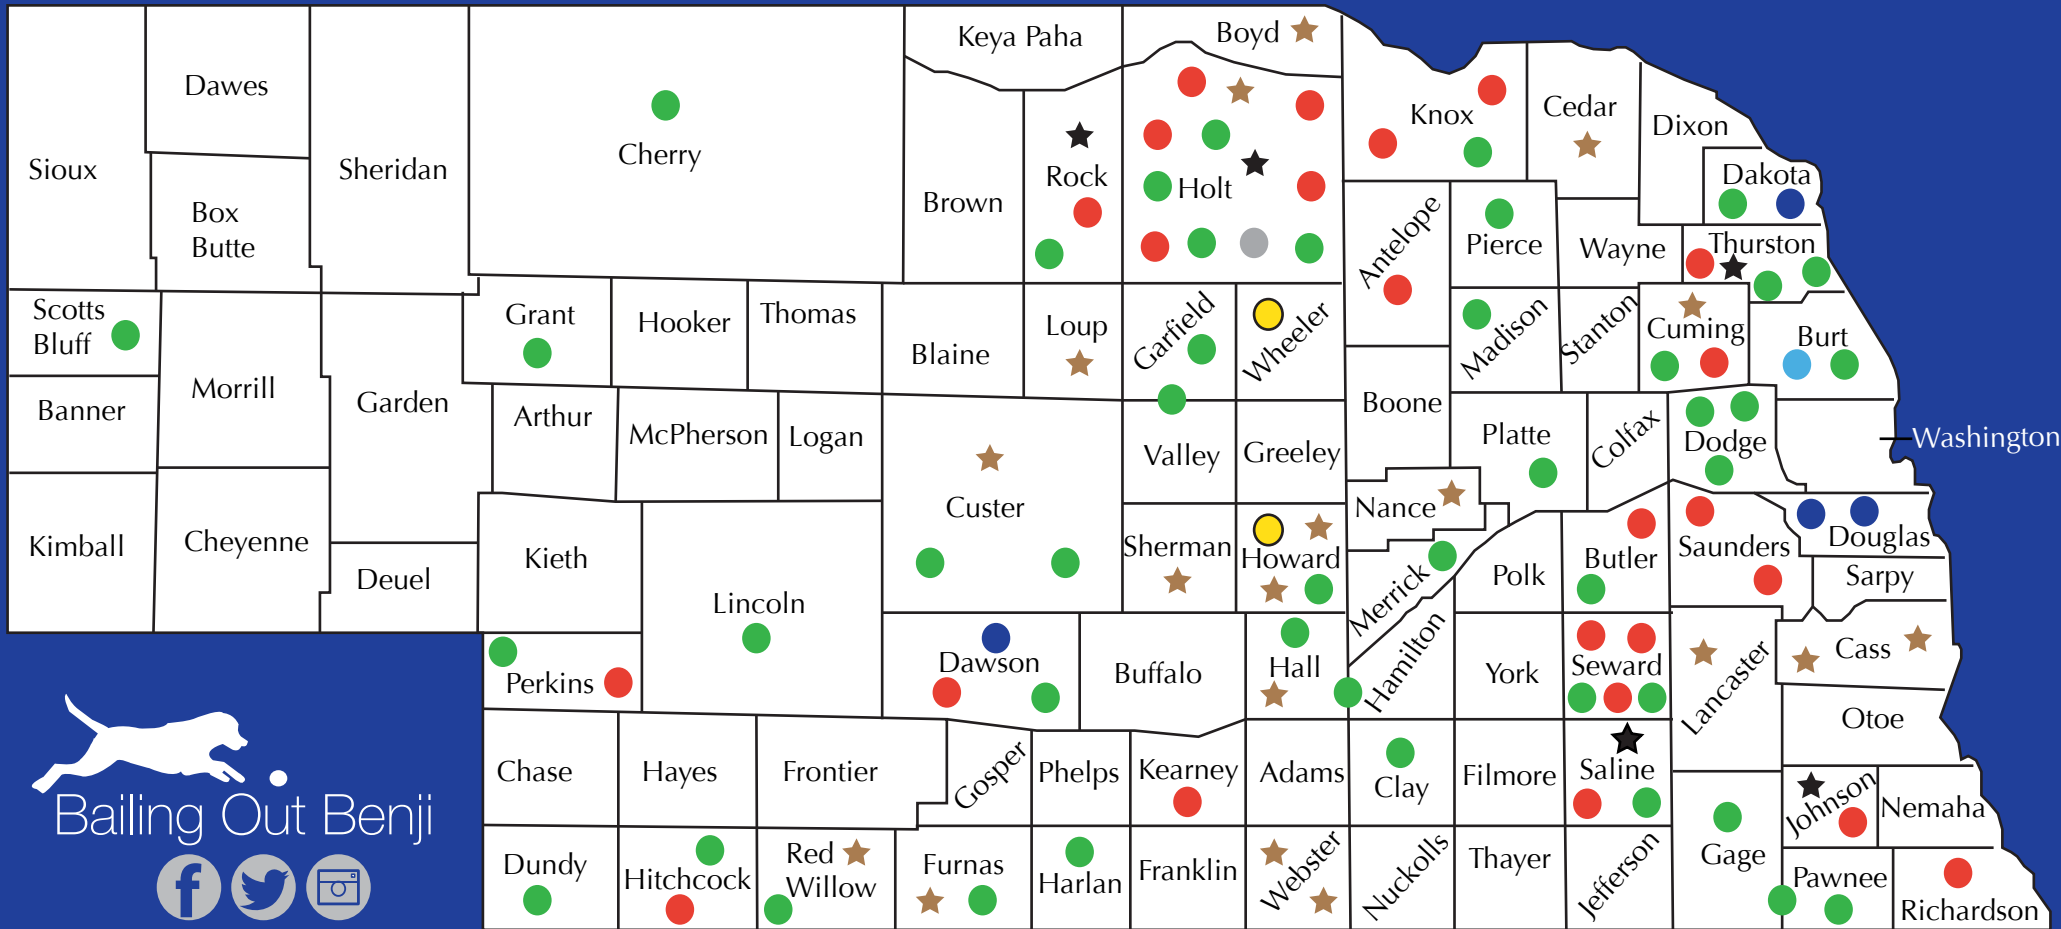 Keya Paha
Boyd
Dawes
Cherry
Knox
Cedar
Dixon
Sioux
Sheridan
Rock
Holt
Dakota
Box
Butte
Brown
Antelope
Pierce
Wayne
Thurston
Scotts
Bluff
Grant
Hooker
Thomas
Blaine
Loup
Garfield
Wheeler
Madison
Stanton
Cuming
Burt
Banner
Morrill
Garden
Arthur
McPherson
Logan
Valley
Greeley
Boone
Platte
Colfax
Dodge
Washington
Custer
Nance
Kimball
Cheyenne
Deuel
Kieth
Lincoln
Sherman
Howard
Merrick
Polk
Butler
Saunders
Douglas
Sarpy
Perkins
Dawson
Buffalo
Hall
Hamilton
York
Seward
Lancaster
Cass
Otoe
Chase
Hayes
Frontier
Gosper
Phelps
Kearney
Adams
Clay
Filmore
Saline
Johnson
Nemaha
Dundy
Hitchcock
Red
Willow
Furnas
Harlan
Franklin
Webster
Nuckolls
Thayer
Jefferson
Gage
Pawnee
Richardson
Bailing Out Benji